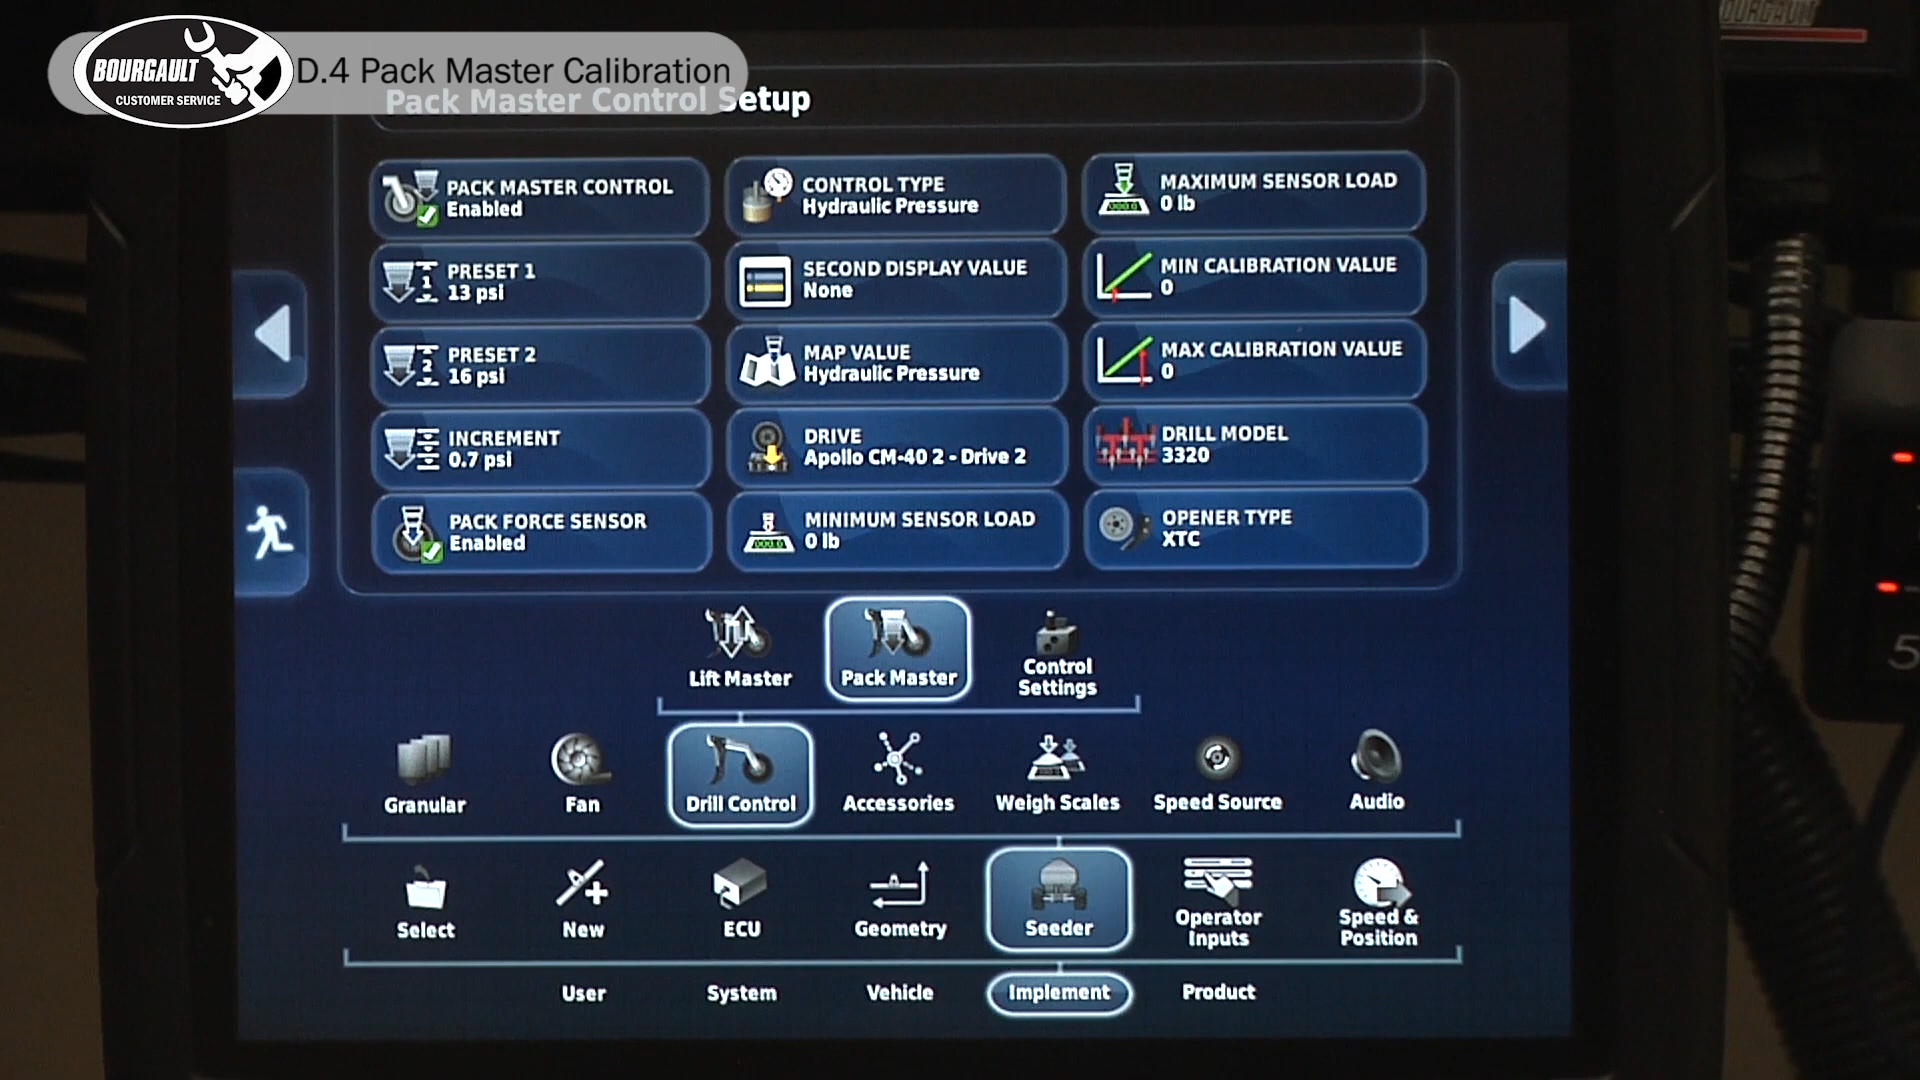 BOURGAULT
CUSTOMER SERVICE
D.4 Pack Master Calibration
Pack Master Control Setup
PACK MASTER CONTROL
Enabled
CONTROL TYPE
Hydraulic Pressure
MAXIMUM SENSOR LOAD
0 lb
PRESET 1
13 psi
SECOND DISPLAY VALUE
None
MIN CALIBRATION VALUE
0
PRESET 2
16 psi
MAP VALUE
Hydraulic Pressure
MAX CALIBRATION VALUE
0
INCREMENT
0.7 psi
DRIVE
Apollo CM-40 2 - Drive 2
DRILL MODEL
3320
PACK FORCE SENSOR
Enabled
MINIMUM SENSOR LOAD
0 lb
OPENER TYPE
XTC
Lift Master
Pack Master
Control
Settings
Granular
Fan
Drill Control
Accessories
Weigh Scales
Speed Source
Audio
Select
New
ECU
Geometry
Seeder
Operator
Inputs
Speed &
Position
User
System
Vehicle
Implement
Product
BOURGAULT
5